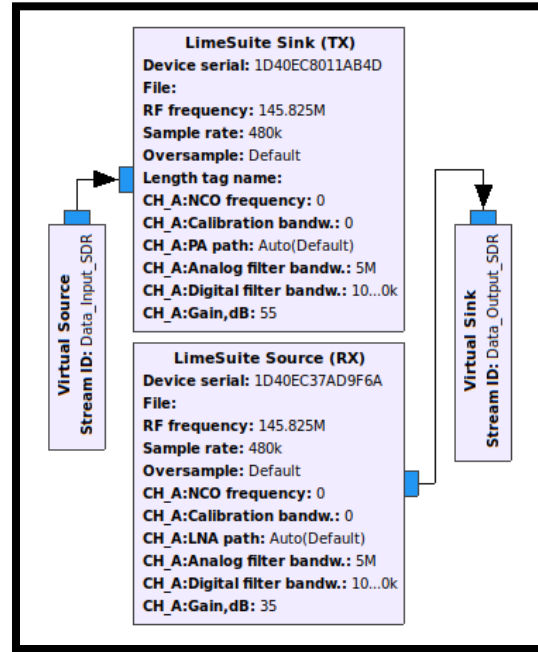 LimeSuite Sink (TX)
Device serial: 1D40EC8011AB4D
File:
RF frequency: 145.825M
Sample rate: 480k
Oversample: Default
Length tag name:
CH_A:NCO frequency: 0
CH_A:Calibration bandw.: 0
CH_A:PA path: Auto(Default)
CH_A:Analog filter bandw.: 5M
CH_A:Digital filter bandw.: 10...0k
CH_A:Gain,dB: 55
Virtual Source
Stream ID: Data_Input_SDR
LimeSuite Source (RX)
Device serial: 1D40EC37AD9F6A
File:
RF frequency: 145.825M
Sample rate: 480k
Oversample: Default
CH_A:NCO frequency: 0
CH_A:Calibration bandw.: 0
CH_A:LNA path: Auto(Default)
CH_A:Analog filter bandw.: 5M
CH_A:Digital filter bandw.: 10...0k
CH_A:Gain,dB: 35
Virtual Sink
Stream ID: Data_Output_SDR